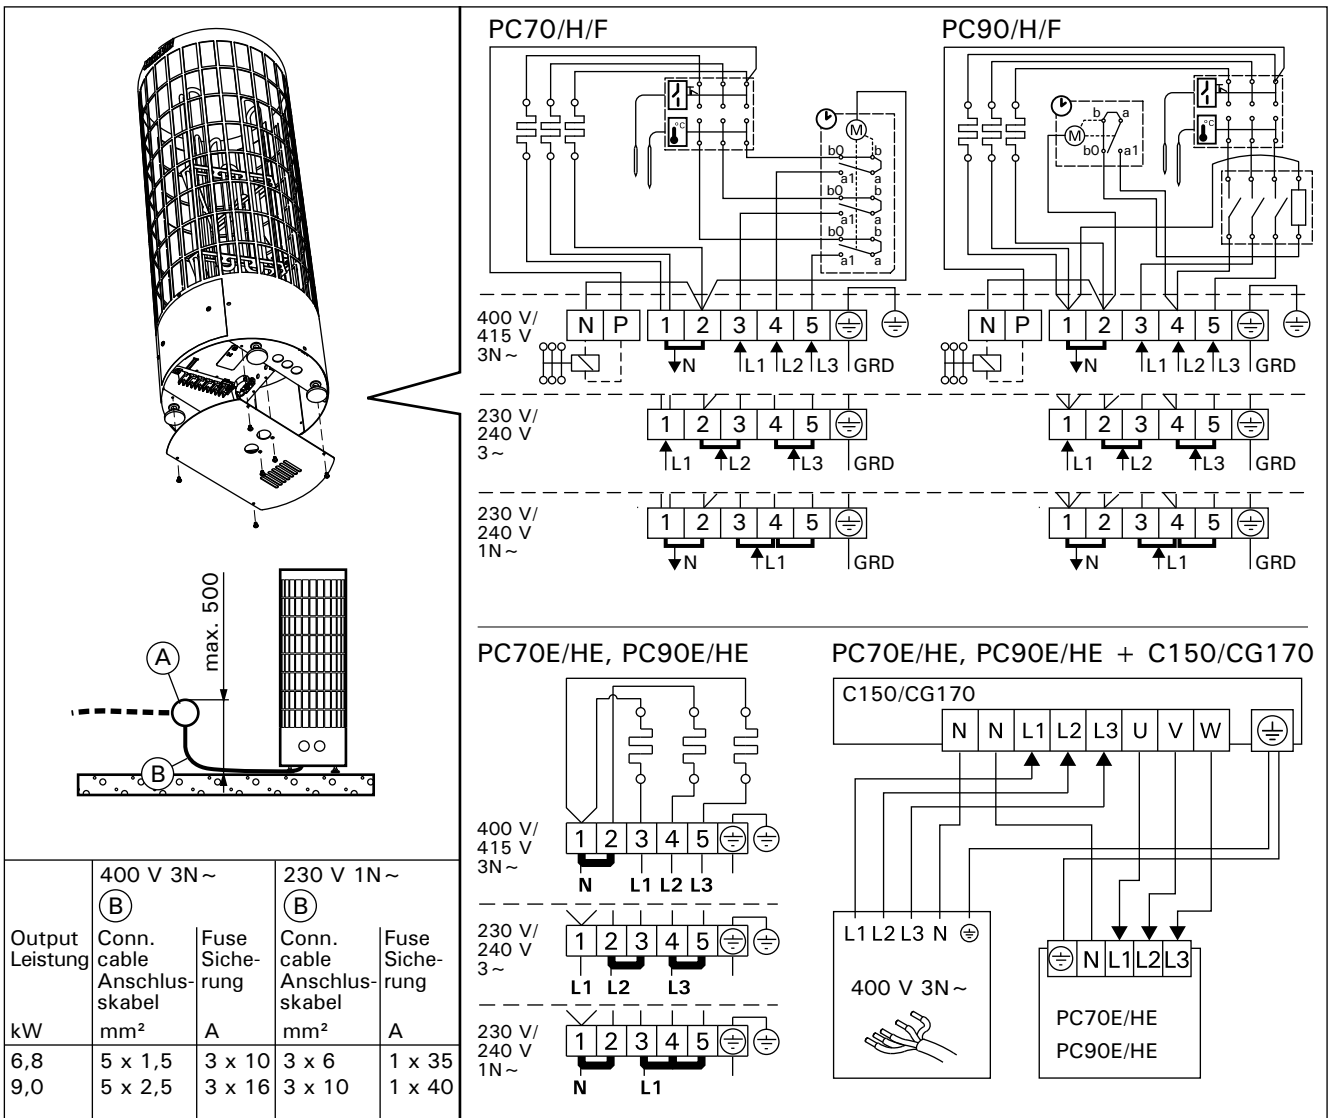 PC70/H/F
b0 b
a1 a
b0 b
a1 a
b0 b
a1 a
M
°C
400 V/
415 V
3N~
N P 1 2 3 4 5
N L1 L2 L3 GRD
230 V/
240 V
3~
1 2 3 4 5
L1 L2 L3 GRD
230 V/
240 V
1N~
1 2 3 4 5
N L1 GRD
PC90/H/F
b a
M
b0 a1
°C
N P 1 2 3 4 5
N L1 L2 L3 GRD
1 2 3 4 5
L1 L2 L3 GRD
1 2 3 4 5
N L1 GRD
max. 500
A
B
400 V 3N~ 230 V 1N~
B B
Output Conn. Fuse Conn. Fuse
Leistung cable Siche- cable Siche-
Anschlus- rung Anschlus- rung
skabel skabel
kW mm² A mm² A
6,8 5 x 1,5 3 x 10 3 x 6 1 x 35
9,0 5 x 2,5 3 x 16 3 x 10 1 x 40
PC70E/HE, PC90E/HE
400 V/
415 V
3N~
1 2 3 4 5
N L1 L2 L3
230 V/
240 V
3~
1 2 3 4 5
L1 L2 L3
230 V/
240 V
1N~
1 2 3 4 5
N L1
PC70E/HE, PC90E/HE + C150/CG170
C150/CG170
N N L1 L2 L3 U V W
L1 L2 L3 N
400 V 3N~
N L1 L2 L3
PC70E/HE
PC90E/HE